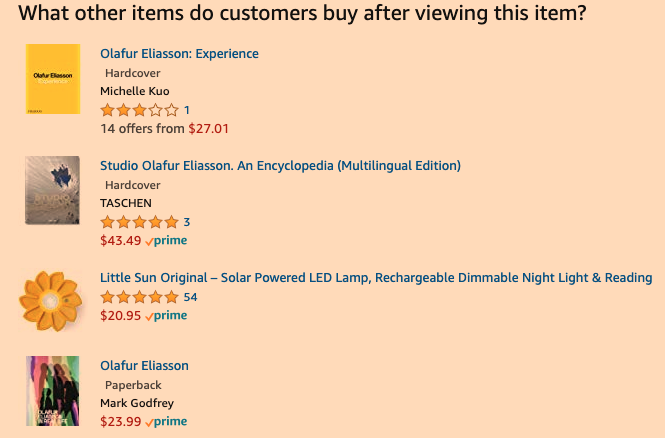 What other items do customers buy after viewing this item?
Olafur Eliasson
Olafur Eliasson: Experience
Hardcover
Michelle Kuo
1
14 offers from $27.01
Studio Olafur Eliasson. An Encyclopedia (Multilingual Edition)
Hardcover
TASCHEN
3
$43.49 prime
Little Sun Original – Solar Powered LED Lamp, Rechargeable Dimmable Night Light & Reading
54
$20.95 prime
Olafur Eliasson
Paperback
Mark Godfrey
$23.99 prime
OLAFUR